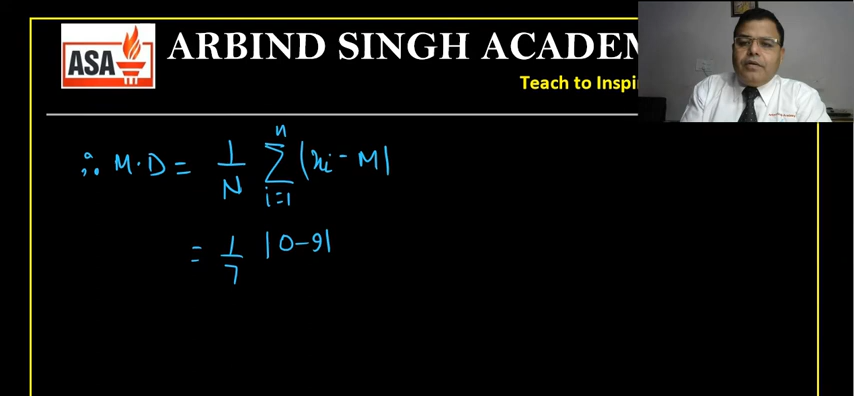 ASA
ARBIND SINGH ACADEM
Teach to Inspi
∴ M.D = 1/N ∑_{i=1}^{n} |xi - M|
= 1/7 |0-9|